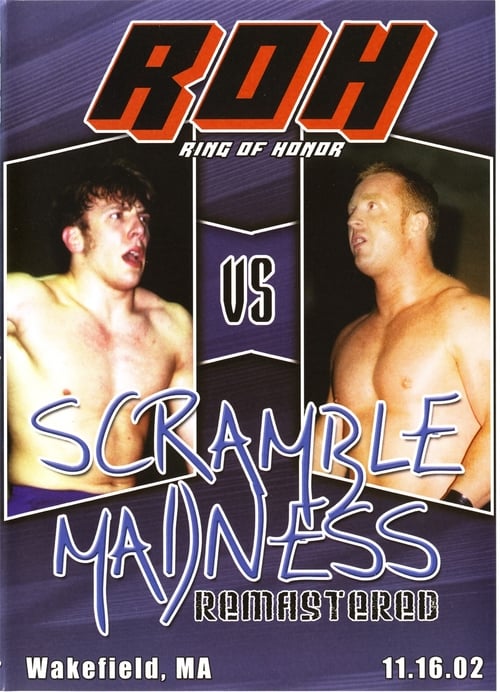 ROH
RING OF HONOR
VS
SCRAMBLE
MADNESS
REMASTERED
Wakefield, MA 11.16.02